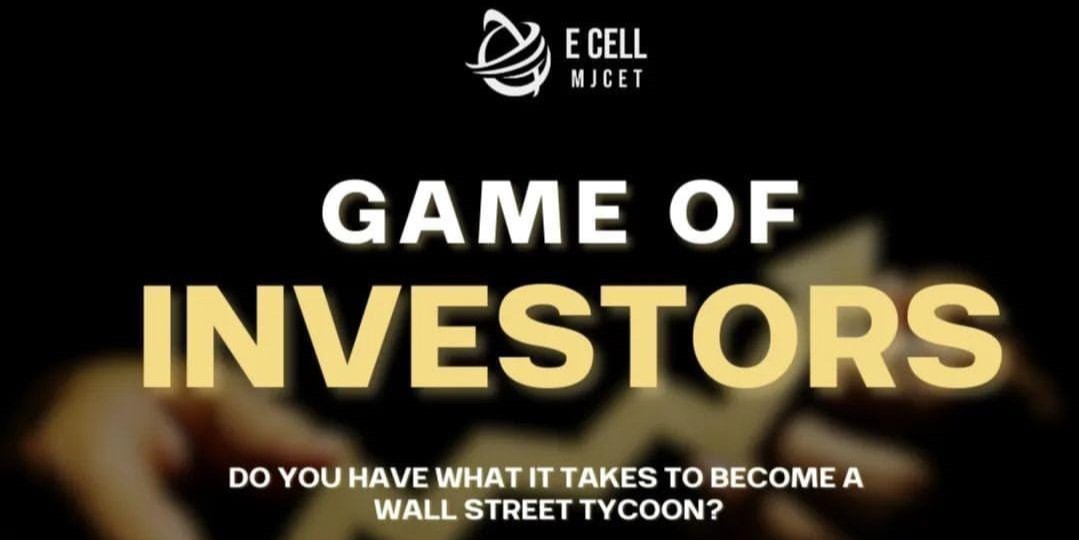 E CELL
MJCET
GAME OF
INVESTORS
DO YOU HAVE WHAT IT TAKES TO BECOME A
WALL STREET TYCOON?